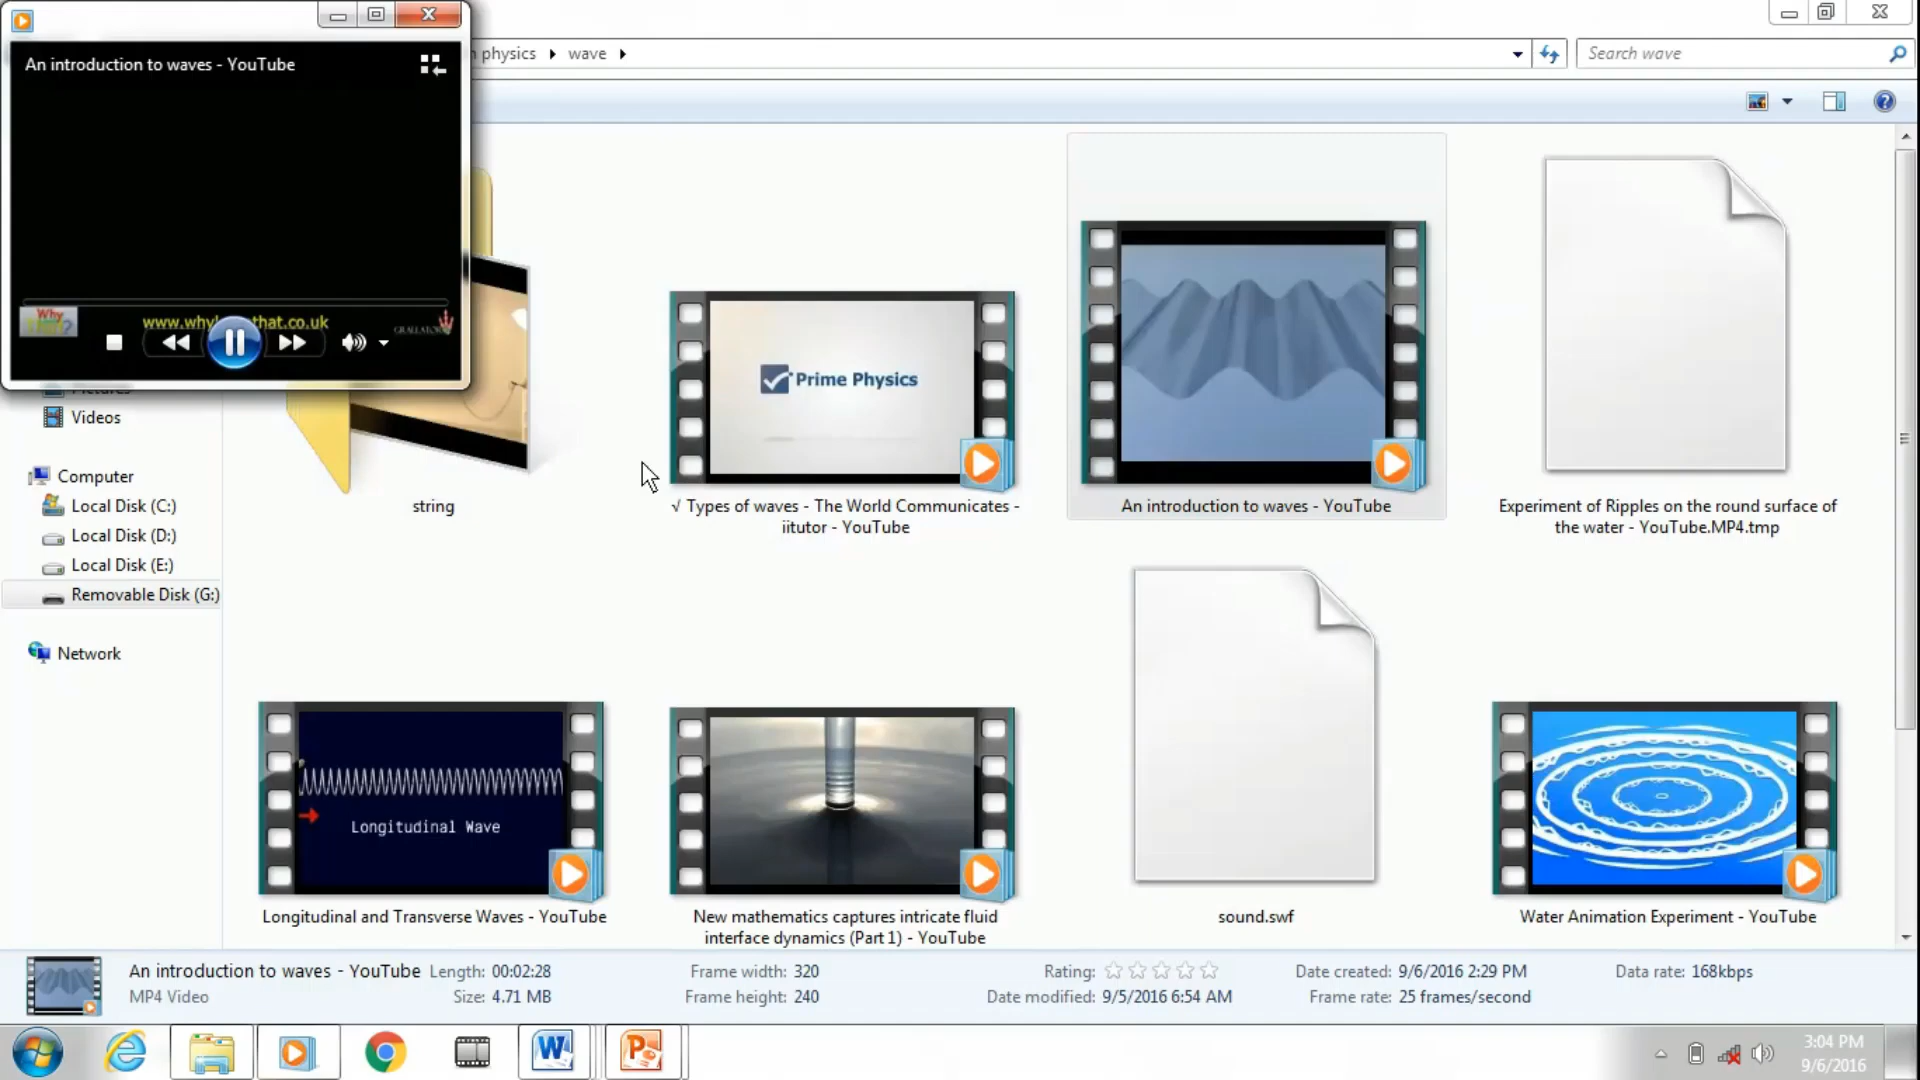 An introduction to waves - YouTube
physics
wave
Search wave
Why
www.why
that.co.uk
Videos
Computer
Local Disk (C:)
Local Disk (D:)
Local Disk (E:)
Removable Disk (G:)
Network
string
Prime Physics
√ Types of waves - The World Communicates -
iitutor - YouTube
An introduction to waves - YouTube
Experiment of Ripples on the round surface of
the water - YouTube.MP4.tmp
Longitudinal Wave
Longitudinal and Transverse Waves - YouTube
New mathematics captures intricate fluid
interface dynamics (Part 1) - YouTube
sound.swf
Water Animation Experiment - YouTube
An introduction to waves - YouTube Length: 00:02:28 Frame width: 320 Rating: Date created: 9/6/2016 2:29 PM Data rate: 168kbps
MP4 Video Size: 4.71 MB Frame height: 240 Date modified: 9/5/2016 6:54 AM Frame rate: 25 frames/second
3:04 PM
9/6/2016